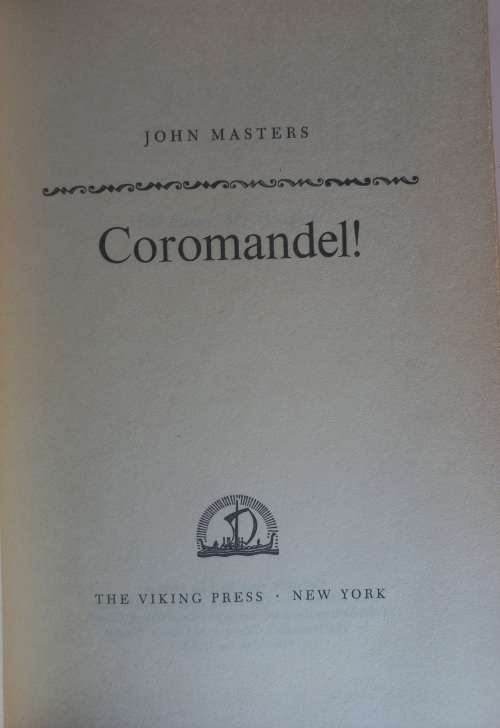 JOHN MASTERS
Coromandel!
THE VIKING PRESS · NEW YORK